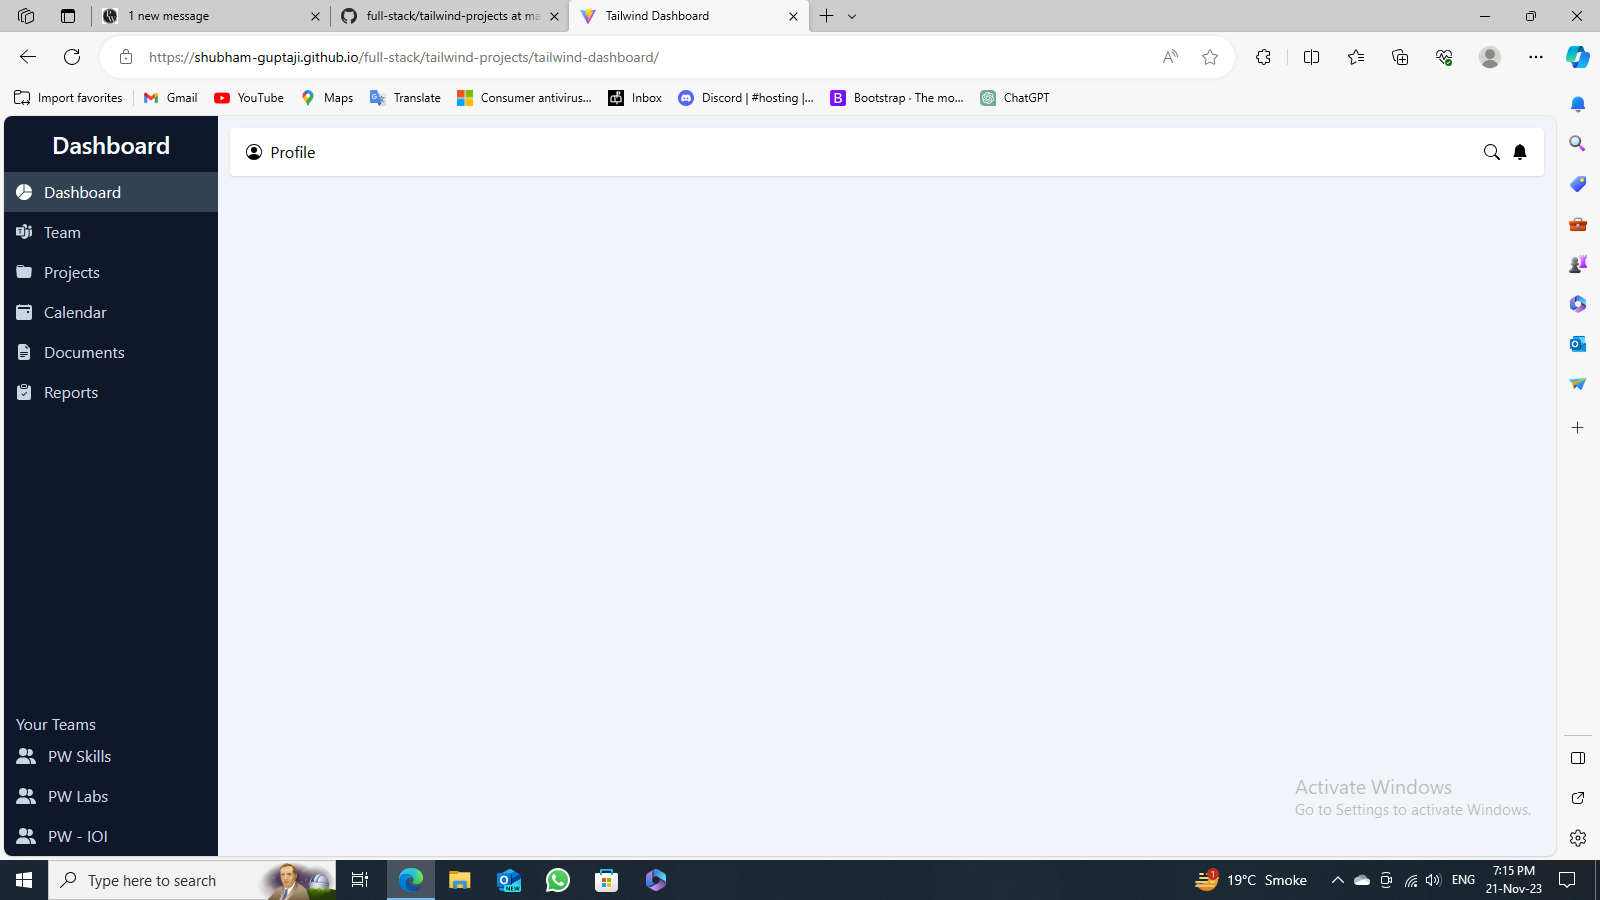 1 new message
full-stack/tailwind-projects at ma
Tailwind Dashboard
https://shubham-guptaji.github.io/full-stack/tailwind-projects/tailwind-dashboard/
Import favorites
Gmail
YouTube
Maps
Translate
Consumer antivirus...
Inbox
Discord | #hosting |...
Bootstrap · The mo...
ChatGPT
Dashboard
Profile
Dashboard
Team
Projects
Calendar
Documents
Reports
Your Teams
PW Skills
PW Labs
PW - IOI
Activate Windows
Go to Settings to activate Windows.
Type here to search
NEW
1
19°C Smoke
ENG
7:15 PM
21-Nov-23